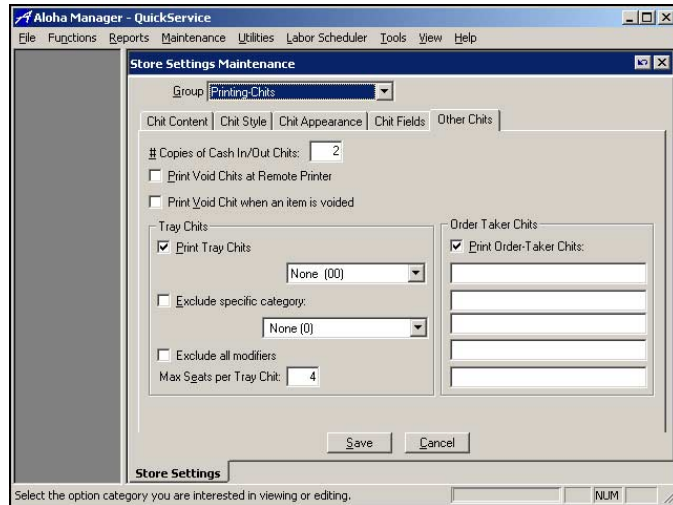 Aloha Manager - QuickService
File Functions Reports Maintenance Utilities Labor Scheduler Tools View Help
Store Settings Maintenance
Group Printing-Chits
Chit Content Chit Style Chit Appearance Chit Fields Other Chits
# Copies of Cash In/Out Chits: 2
Print Void Chits at Remote Printer
Print Void Chit when an item is voided
Tray Chits
Print Tray Chits
None (00)
Exclude specific category:
None (0)
Exclude all modifiers
Max Seats per Tray Chit: 4
Order Taker Chits
Print Order-Taker Chits:
Save Cancel
Store Settings
Select the option category you are interested in viewing or editing. NUM